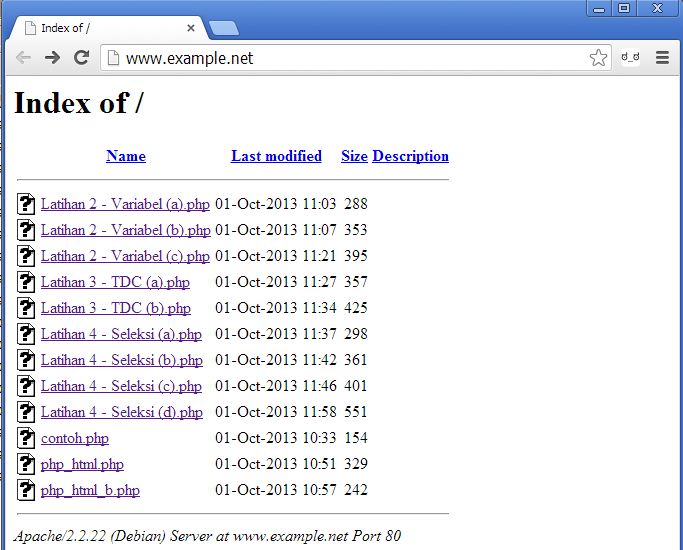 Index of /
www.example.net
ಠ_ಠ
Index of /
Name Last modified Size Description
Latihan 2 - Variabel (a).php 01-Oct-2013 11:03 288
Latihan 2 - Variabel (b).php 01-Oct-2013 11:07 353
Latihan 2 - Variabel (c).php 01-Oct-2013 11:21 395
Latihan 3 - TDC (a).php 01-Oct-2013 11:27 357
Latihan 3 - TDC (b).php 01-Oct-2013 11:34 425
Latihan 4 - Seleksi (a).php 01-Oct-2013 11:37 298
Latihan 4 - Seleksi (b).php 01-Oct-2013 11:42 361
Latihan 4 - Seleksi (c).php 01-Oct-2013 11:46 401
Latihan 4 - Seleksi (d).php 01-Oct-2013 11:58 551
contoh.php 01-Oct-2013 10:33 154
php_html.php 01-Oct-2013 10:51 329
php_html_b.php 01-Oct-2013 10:57 242
Apache/2.2.22 (Debian) Server at www.example.net Port 80